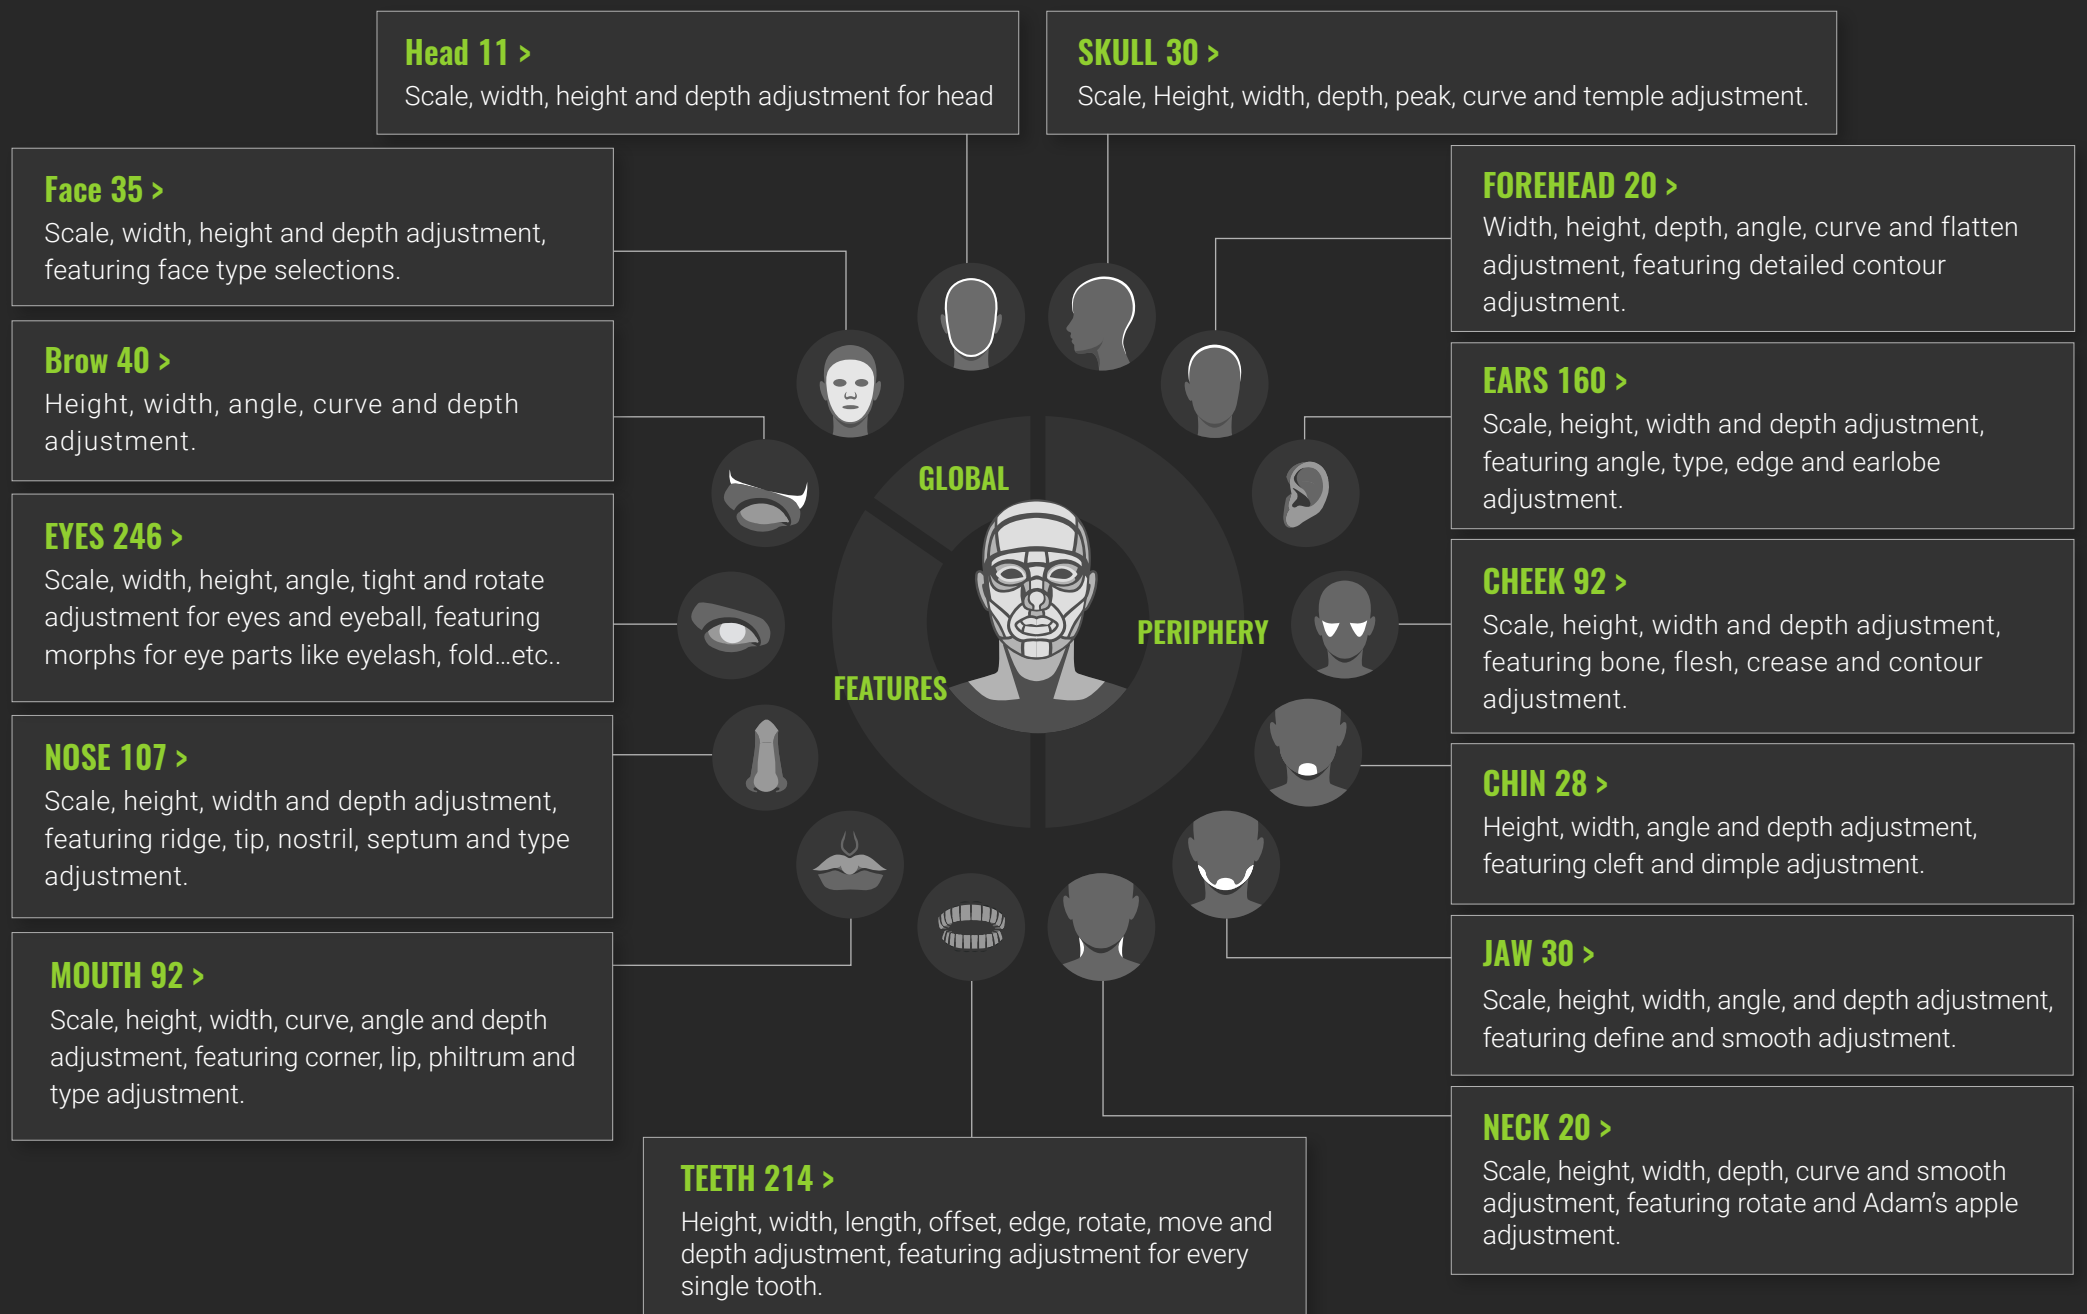 Head 11 >
Scale, width, height and depth adjustment for head
SKULL 30 >
Scale, Height, width, depth, peak, curve and temple adjustment.
Face 35 >
Scale, width, height and depth adjustment,
featuring face type selections.
Brow 40 >
Height, width, angle, curve and depth
adjustment.
EYES 246 >
Scale, width, height, angle, tight and rotate
adjustment for eyes and eyeball, featuring
morphs for eye parts like eyelash, fold...etc..
NOSE 107 >
Scale, height, width and depth adjustment,
featuring ridge, tip, nostril, septum and type
adjustment.
MOUTH 92 >
Scale, height, width, curve, angle and depth
adjustment, featuring corner, lip, philtrum and
type adjustment.
GLOBAL
PERIPHERY
FEATURES
FOREHEAD 20 >
Width, height, depth, angle, curve and flatten
adjustment, featuring detailed contour
adjustment.
EARS 160 >
Scale, height, width and depth adjustment,
featuring angle, type, edge and earlobe
adjustment.
CHEEK 92 >
Scale, height, width and depth adjustment,
featuring bone, flesh, crease and contour
adjustment.
CHIN 28 >
Height, width, angle and depth adjustment,
featuring cleft and dimple adjustment.
JAW 30 >
Scale, height, width, angle, and depth adjustment,
featuring define and smooth adjustment.
NECK 20 >
Scale, height, width, depth, curve and smooth
adjustment, featuring rotate and Adam's apple
adjustment.
TEETH 214 >
Height, width, length, offset, edge, rotate, move and
depth adjustment, featuring adjustment for every
single tooth.